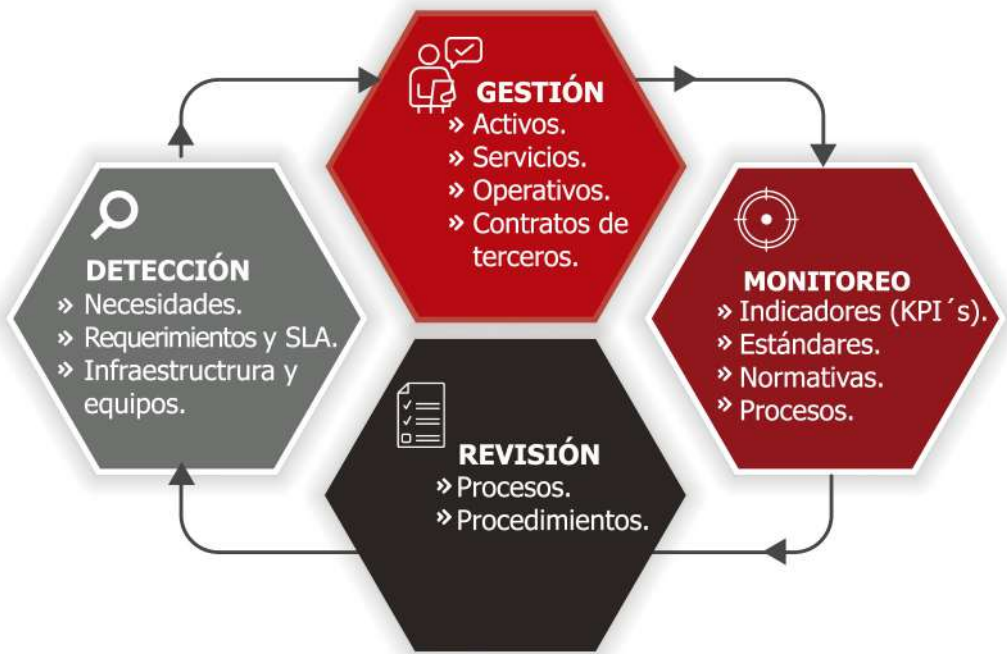 GESTIÓN
» Activos.
» Servicios.
» Operativos.
» Contratos de
terceros.
DETECCIÓN
» Necesidades.
» Requerimientos y SLA.
» Infraestructrura y
equipos.
MONITOREO
» Indicadores (KPI´s).
» Estándares.
» Normativas.
» Procesos.
REVISIÓN
» Procesos.
» Procedimientos.